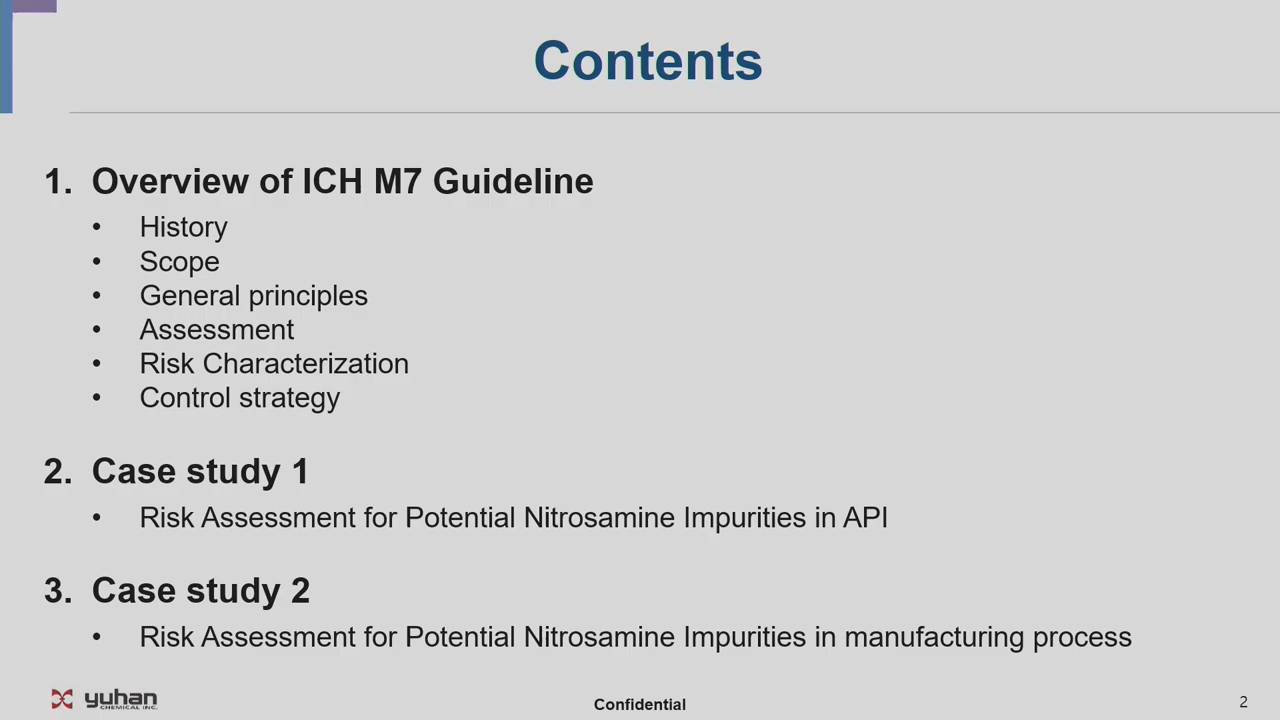 Contents
1. Overview of ICH M7 Guideline
• History
• Scope
• General principles
• Assessment
• Risk Characterization
• Control strategy
2. Case study 1
• Risk Assessment for Potential Nitrosamine Impurities in API
3. Case study 2
• Risk Assessment for Potential Nitrosamine Impurities in manufacturing process
yuhan
CHEMICAL INC.
Confidential
2